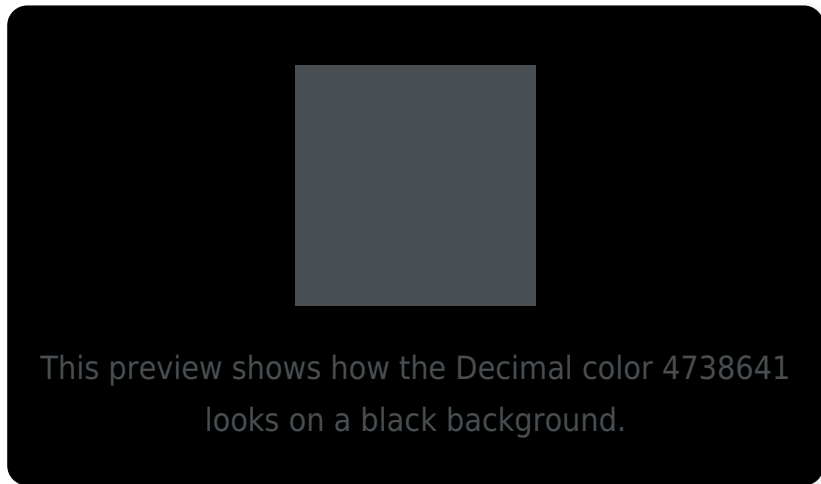 This preview shows how the Decimal color 4738641
looks on a black background.